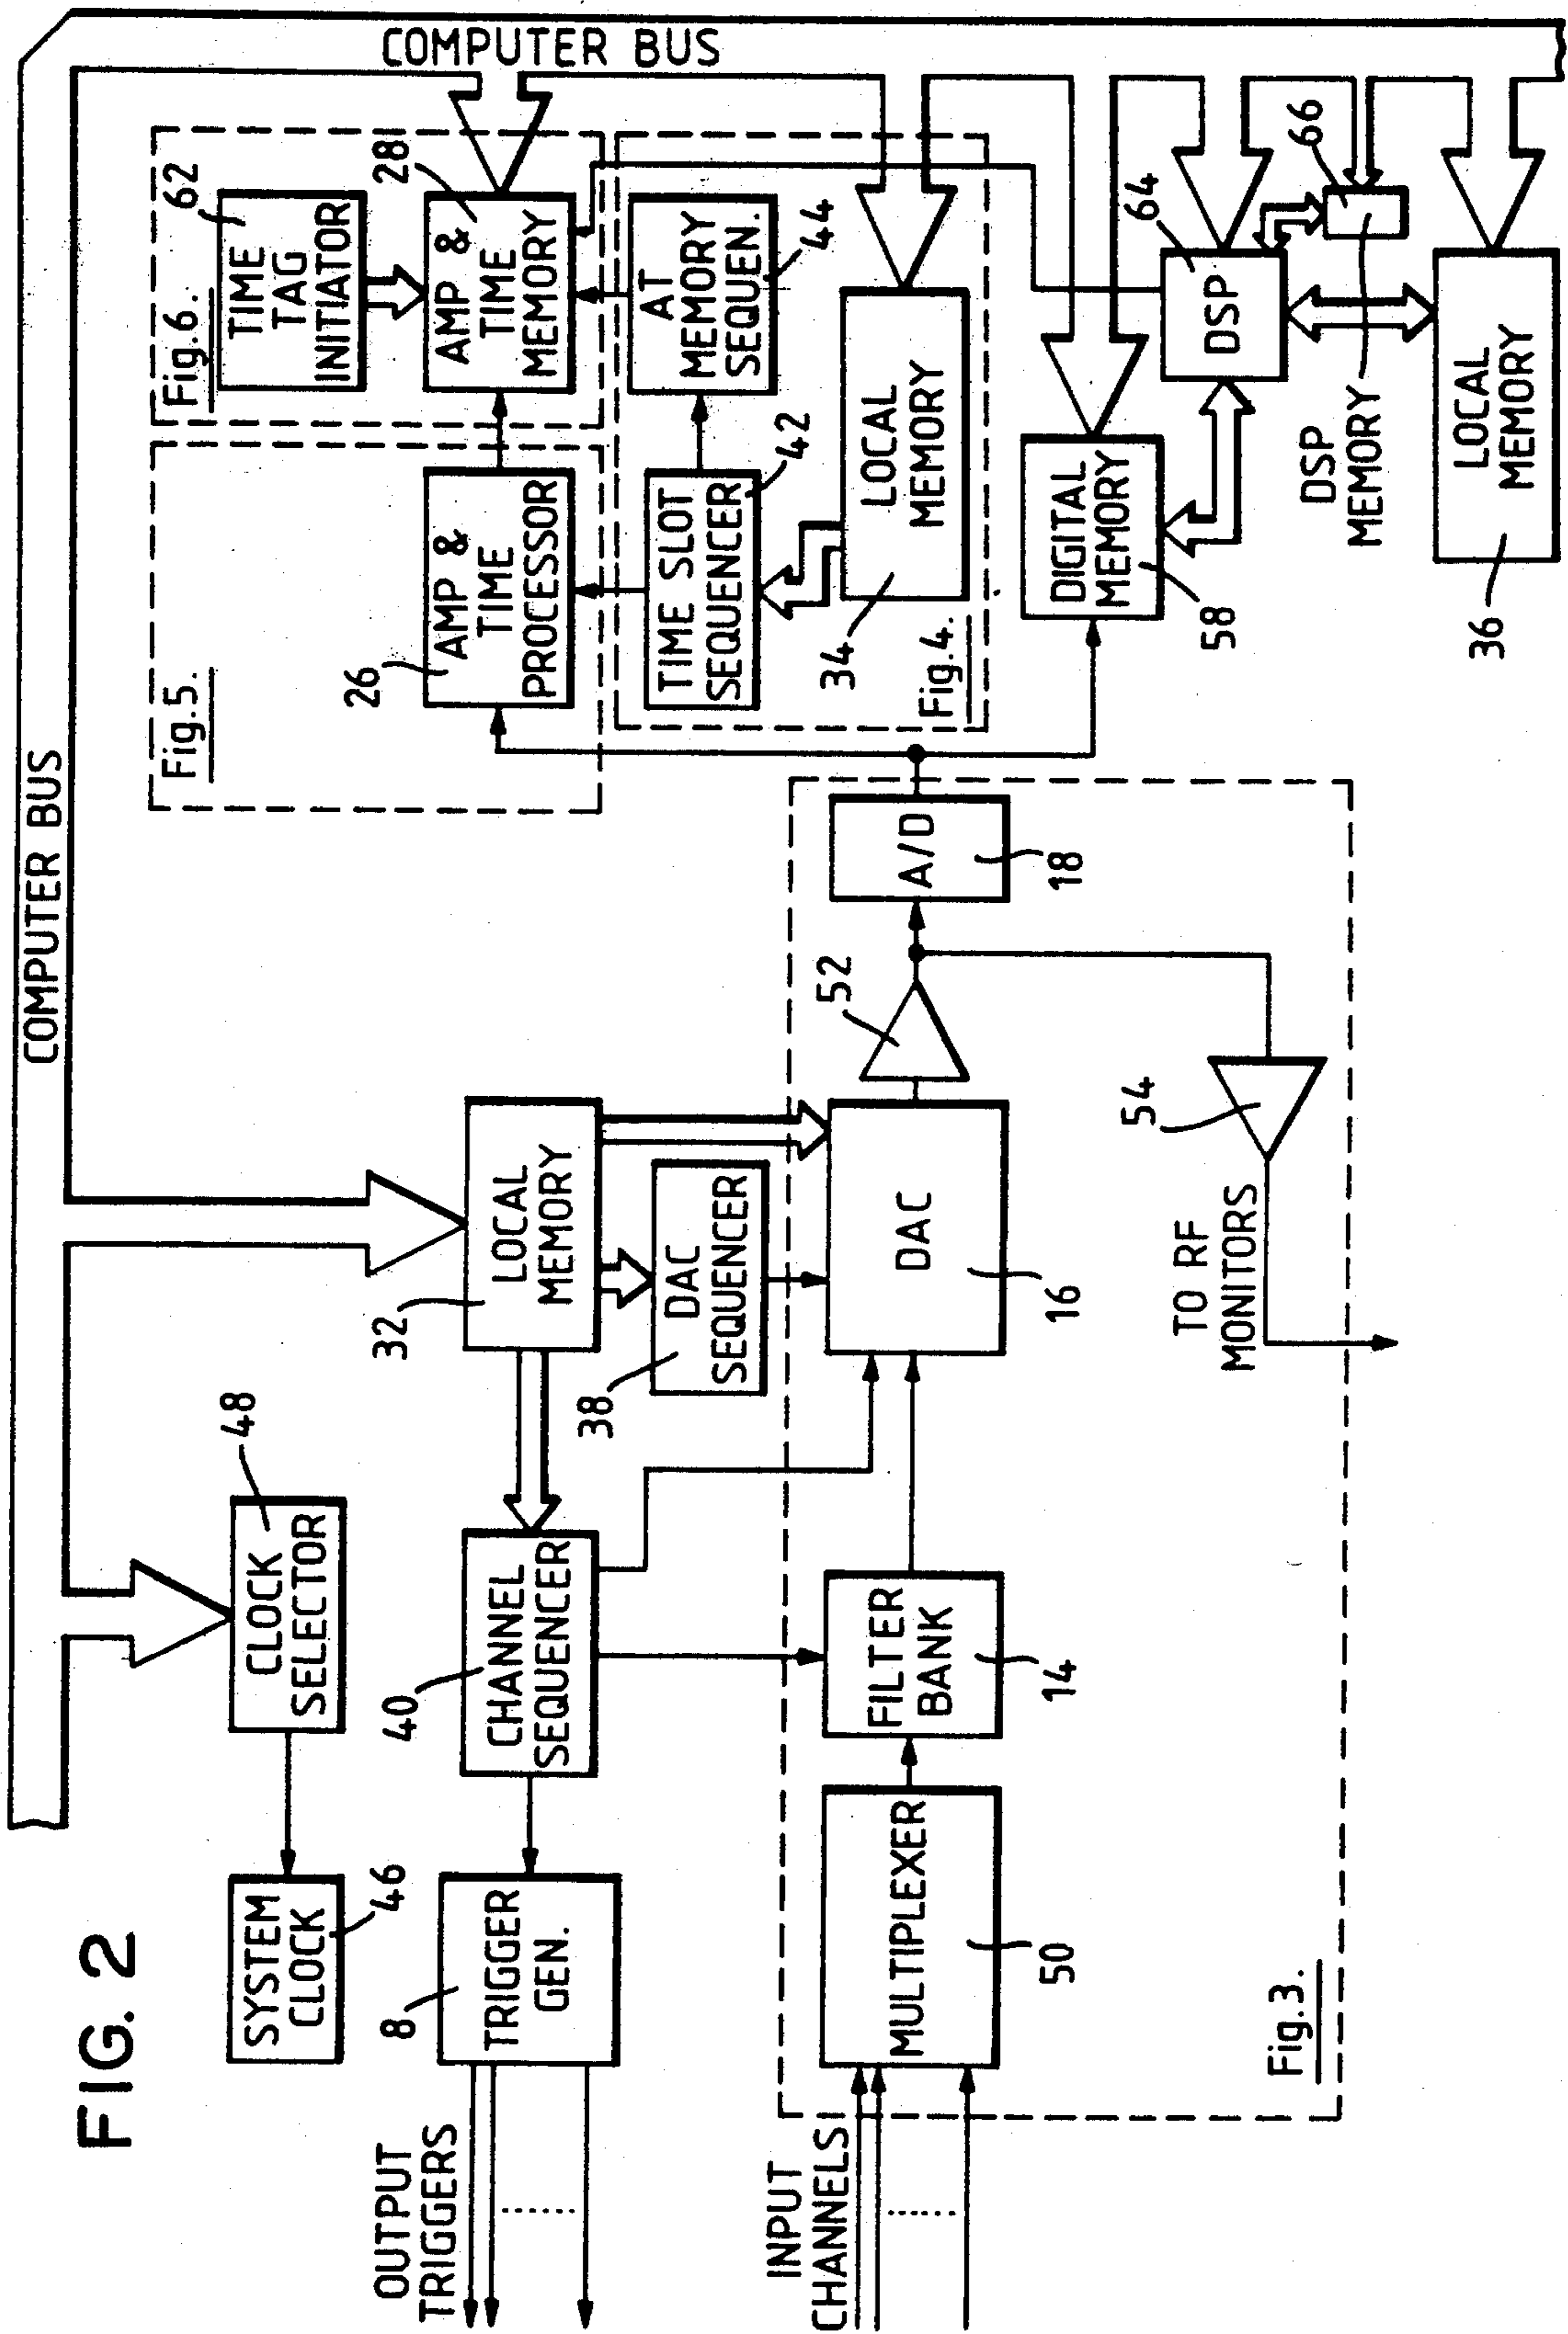 FIG. 2
COMPUTER BUS
COMPUTER BUS
SYSTEM
CLOCK
46
CLOCK
SELECTOR
48
Fig.5.
Fig.6.
TIME
TAG
INITIATOR
62
OUTPUT
TRIGGERS
8
TRIGGER
GEN.
40
CHANNEL
SEQUENCER
32
LOCAL
MEMORY
38
DAC
SEQUENCER
26
AMP &
TIME
PROCESSOR
AMP &
TIME
MEMORY
28
TIME SLOT
SEQUENCER
42
AT
MEMORY
SEQUEN.
44
34
LOCAL
MEMORY
Fig.4.
INPUT
CHANNELS
MULTIPLEXER
50
FILTER
BANK
14
DAC
16
52
A/D
18
54
TO RF
MONITORS
Fig.3.
DIGITAL
MEMORY
58
DSP
64
66
DSP
MEMORY
LOCAL
MEMORY
36